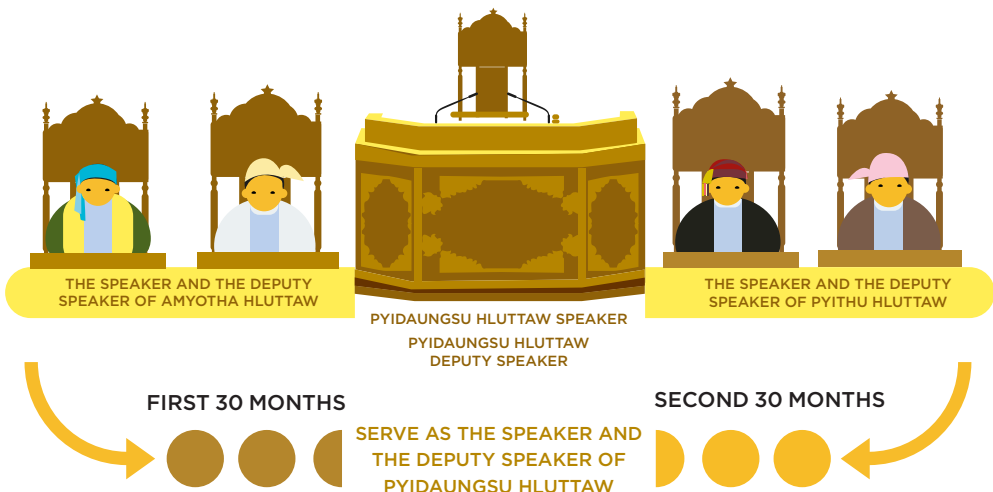 THE SPEAKER AND THE DEPUTY
SPEAKER OF AMYOTHA HLUTTAW
THE SPEAKER AND THE DEPUTY
SPEAKER OF PYITHU HLUTTAW
PYIDAUNGSU HLUTTAW SPEAKER
PYIDAUNGSU HLUTTAW
DEPUTY SPEAKER
FIRST 30 MONTHS
SECOND 30 MONTHS
SERVE AS THE SPEAKER AND
THE DEPUTY SPEAKER OF
PYIDAUNGSU HLUTTAW